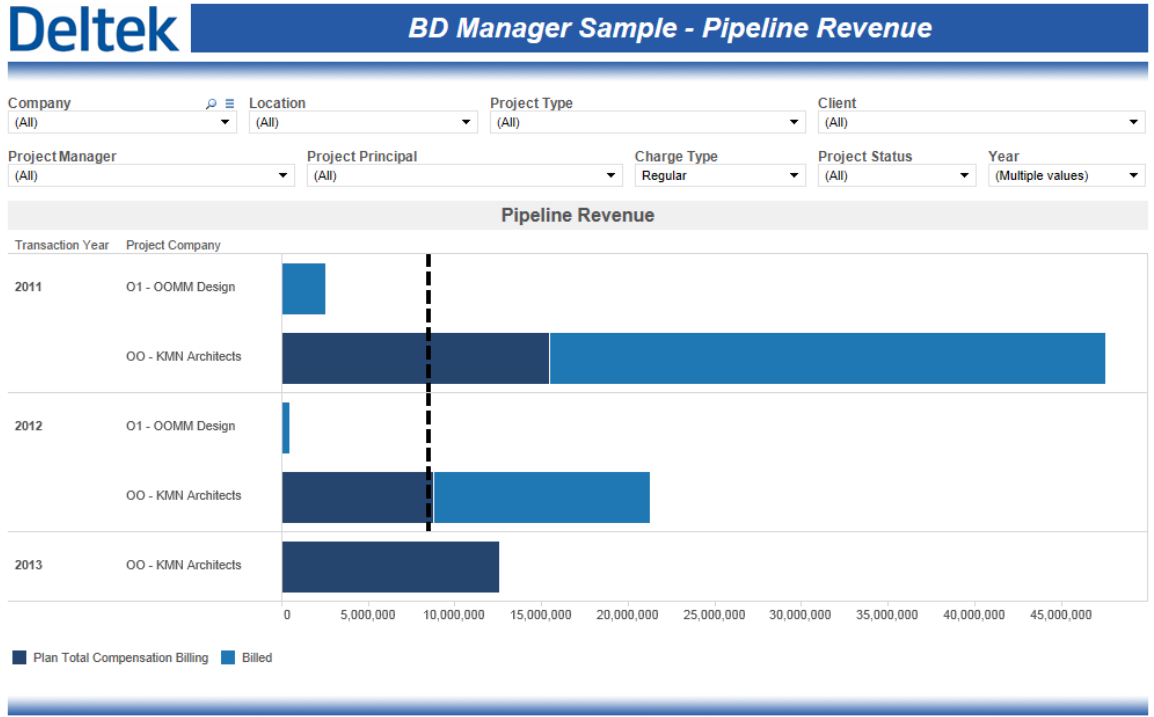 Deltek
BD Manager Sample - Pipeline Revenue
Company Location Project Type Client
(All) (All) (All) (All)
Project Manager Project Principal Charge Type Project Status Year
(All) (All) Regular (All) (Multiple values)
Pipeline Revenue
Transaction Year Project Company
2011 O1 - OOMM Design
OO - KMN Architects
2012 O1 - OOMM Design
OO - KMN Architects
2013 OO - KMN Architects
0 5,000,000 10,000,000 15,000,000 20,000,000 25,000,000 30,000,000 35,000,000 40,000,000 45,000,000
Plan Total Compensation Billing Billed